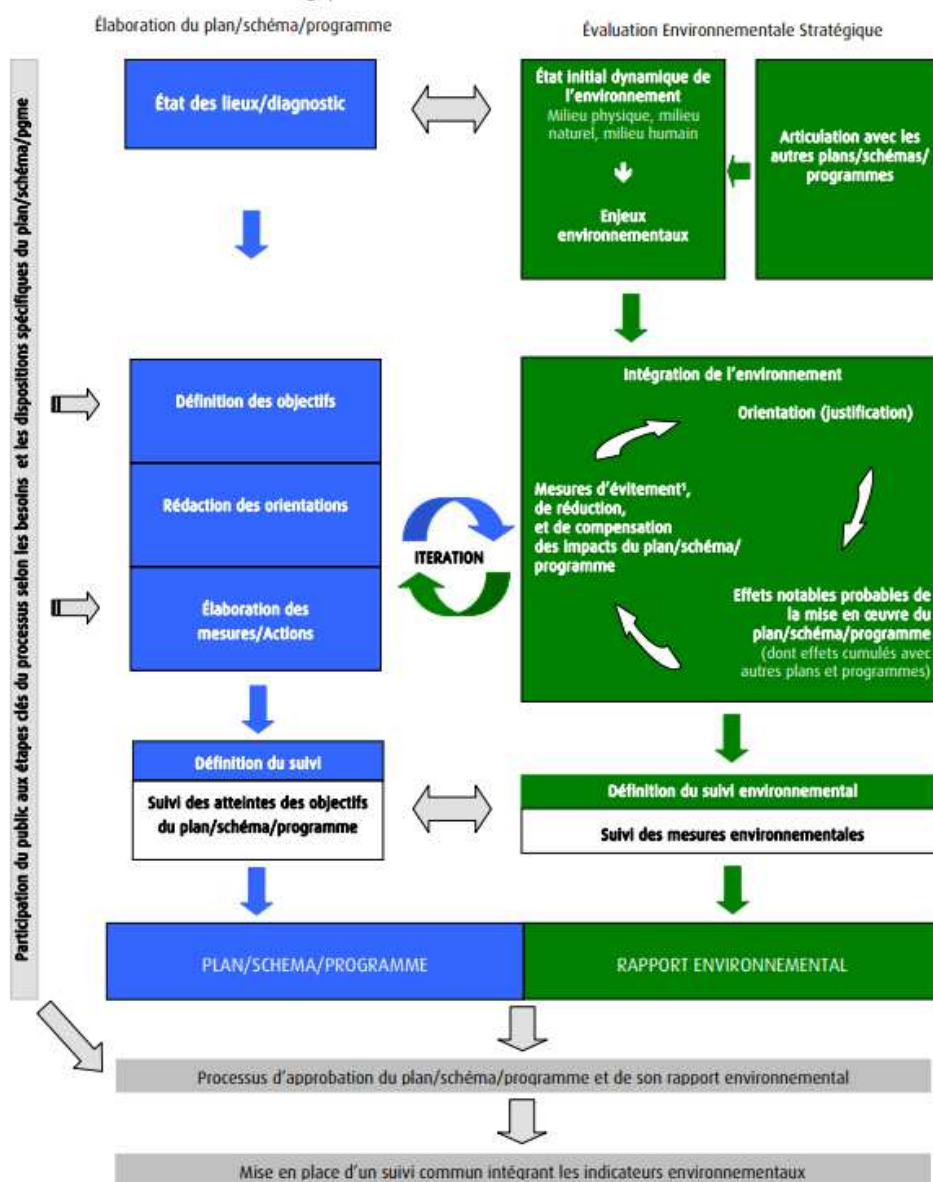 Élaboration du plan/schéma/programme
Évaluation Environnementale Stratégique
Participation du public aux étapes clés du processus selon les besoins et les dispositions spécifiques du plan/schéma/pgme
État des lieux/diagnostic
État initial dynamique de
l'environnement
Milieu physique, milieu
naturel, milieu humain
Enjeux
environnementaux
Articulation avec les
autres plans/schémas/
programmes
Définition des objectifs
Rédaction des orientations
Élaboration des
mesures/Actions
ITERATION
Intégration de l'environnement
Orientation (justification)
Mesures d'évitement¹,
de réduction,
et de compensation
des impacts du plan/schéma/
programme
Effets notables probables de
la mise en œuvre du
plan/schéma/programme
(dont effets cumulés avec
autres plans et programmes)
Définition du suivi
Suivi des atteintes des objectifs
du plan/schéma/programme
Définition du suivi environmental
Suivi des mesures environnementales
PLAN/SCHEMA/PROGRAMME
RAPPORT ENVIRONMENTAL
Processus d'approbation du plan/schéma/programme et de son rapport environmental
Mise en place d'un suivi commun intégrant les indicateurs environnementaux